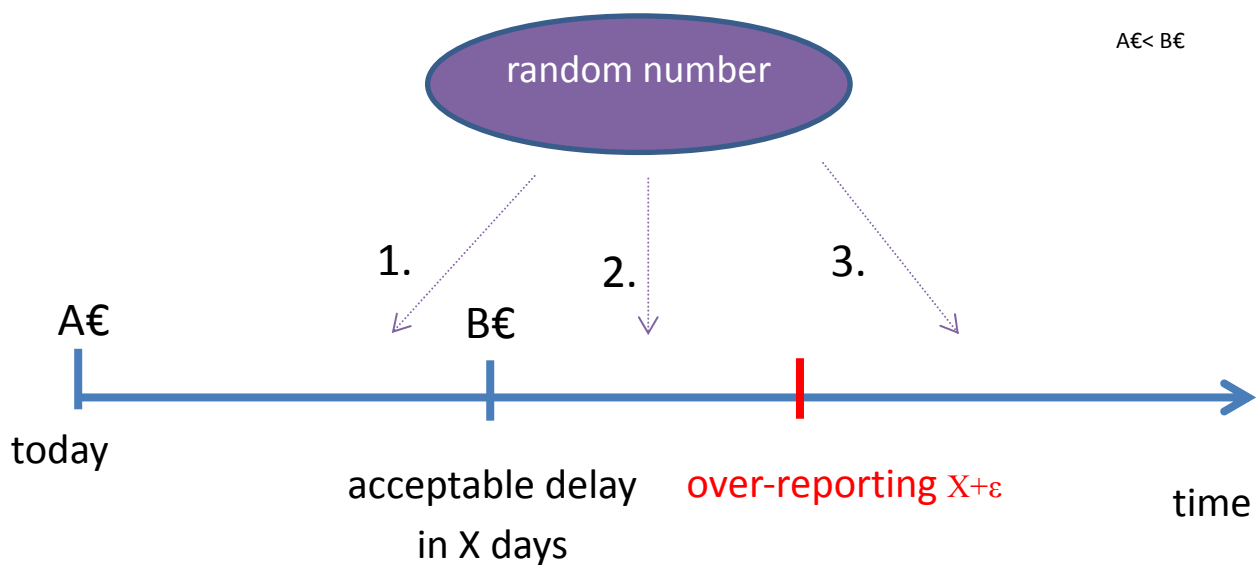 random number
A€< B€
1.
2.
3.
A€
B€
today
acceptable delay
in X days
over-reporting X+ε
time